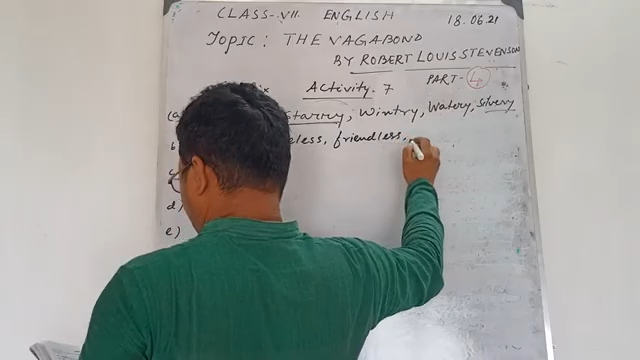 CLASS-VII ENGLISH 18.06.21
TOPIC: THE VAGABOND
BY ROBERT LOUIS STEVENSON
Activity. 7 PART- 4
(a starry, wintry, watery, silvery
b) eless, friendless,
c)
d)
e)